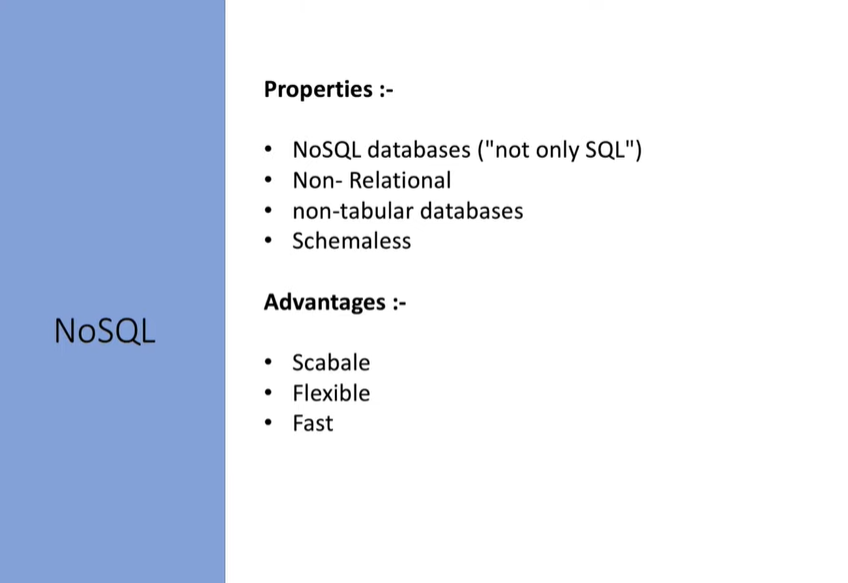 NoSQL
Properties :-
• NoSQL databases ("not only SQL")
• Non- Relational
• non-tabular databases
• Schemaless
Advantages :-
• Scabale
• Flexible
• Fast